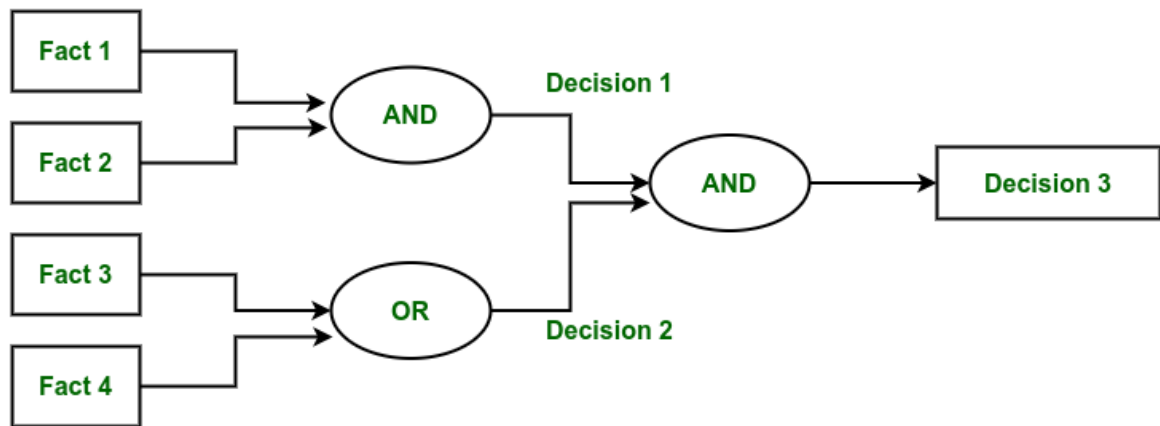 Fact 1
Fact 2
Fact 3
Fact 4
AND
OR
Decision 1
Decision 2
AND
Decision 3